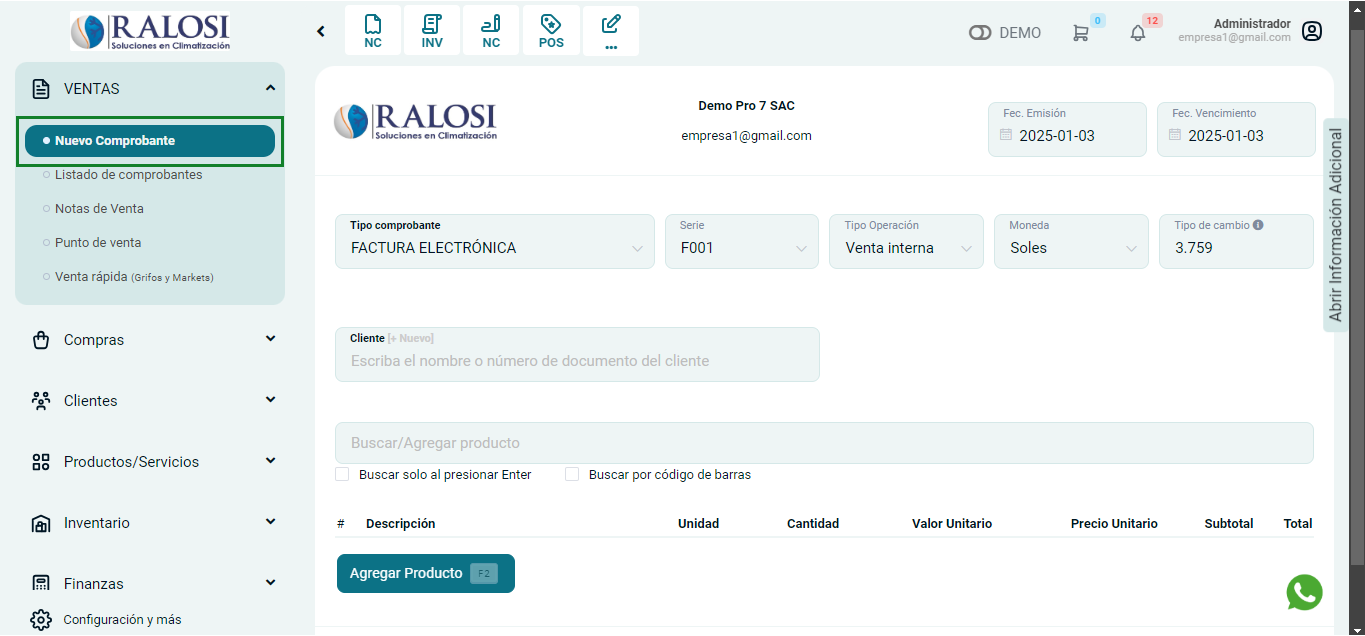 RALOSI
Soluciones en Climatización
VENTAS
Nuevo Comprobante
Listado de comprobantes
Notas de Venta
Punto de venta
Venta rápida (Grifos y Markets)
Compras
Clientes
Productos/Servicios
Inventario
Finanzas
Configuración y más
NC
INV
NC
POS
...
DEMO
0
12
Administrador
empresa1@gmail.com
RALOSI
Soluciones en Climatización
Demo Pro 7 SAC
empresa1@gmail.com
Fec. Emisión
2025-01-03
Fec. Vencimiento
2025-01-03
Abrir Información Adicional
Tipo comprobante
FACTURA ELECTRÓNICA
Serie
F001
Tipo Operación
Venta interna
Moneda
Soles
Tipo de cambio
3.759
Cliente [+ Nuevo]
Escriba el nombre o número de documento del cliente
Buscar/Agregar producto
Buscar solo al presionar Enter
Buscar por código de barras
# Descripción Unidad Cantidad Valor Unitario Precio Unitario Subtotal Total
Agregar Producto F2